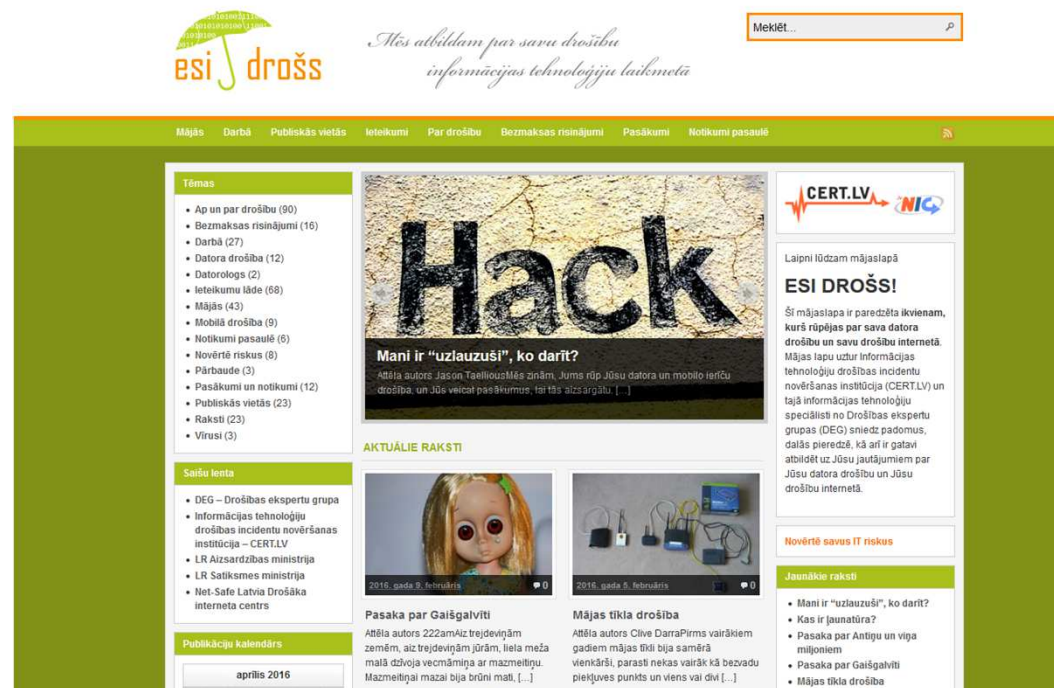 esi drošs
Mēs atbildam par savu drošību
informācijas tehnoloģiju laikmetā
Meklēt...
Mājās Darbā Publiskās vietās Ieteikumi Par drošību Bezmaksas risinājumi Pasākumi Notikumi pasaulē
Tēmas
Ap un par drošību (90)
Bezmaksas risinājumi (16)
Darbā (27)
Datora drošība (12)
Datorologs (2)
Ieteikumu lāde (68)
Mājās (43)
Mobilā drošība (9)
Notikumi pasaulē (6)
Novērtē riskus (8)
Pārbaude (3)
Pasākumi un notikumi (12)
Publiskās vietās (23)
Raksti (23)
Vīrusi (3)
Saišu lenta
DEG – Drošības ekspertu grupa
Informācijas tehnoloģiju
drošības incidentu novēršanas
institūcija – CERT.LV
LR Aizsardzības ministrija
LR Satiksmes ministrija
Net-Safe Latvia Drošāka
interneta centrs
Publikāciju kalendārs
aprīlis 2016
Hack
Mani ir “uzlauzuši”, ko darīt?
Attēla autors Jason TaelliousMēs zinām, Jums rūp Jūsu datora un mobilo ierīču
drošība, un Jūs veicat pasākumus, lai tās aizsargātu. [...]
AKTUĀLIE RAKSTI
2016. gada 9. februāris 0
Pasaka par Gaišgalvīti
Attēla autors 222amAiz trejdeviņām
zemēm, aiz trejdeviņām jūrām, liela meža
malā dzīvoja vecmāmiņa ar mazmeitiņu.
Mazmeitiņai mazai bija brūni mati, [...]
2016. gada 5. februāris 0
Mājas tīkla drošība
Attēla autors Clive DarraPirms vairākiem
gadiem mājas tīkli bija samērā
vienkārši, parasti nekas vairāk kā bezvadu
piekļuves punkts un viens vai divi [...]
CERT.LV NIC
Laipni lūdzam mājaslapā
ESI DROŠS!
Šī mājaslapa ir paredzēta ikvienam,
kurš rūpējas par sava datora
drošību un savu drošību internetā.
Mājas lapu uztur Informācijas
tehnoloģiju drošības incidentu
novēršanas institūcija (CERT.LV) un
tajā informācijas tehnoloģiju
speciālisti no Drošības ekspertu
grupas (DEG) sniedz padomus,
dalās pieredzē, kā arī ir gatavi
atbildēt uz Jūsu jautājumiem par
Jūsu datora drošību un Jūsu
drošību internetā.
Novērtē savus IT riskus
Jaunākie raksti
Mani ir “uzlauzuši”, ko darīt?
Kas ir ļaunatūra?
Pasaka par Antiņu un viņa
miljoniem
Pasaka par Gaišgalvīti
Mājas tīkla drošība